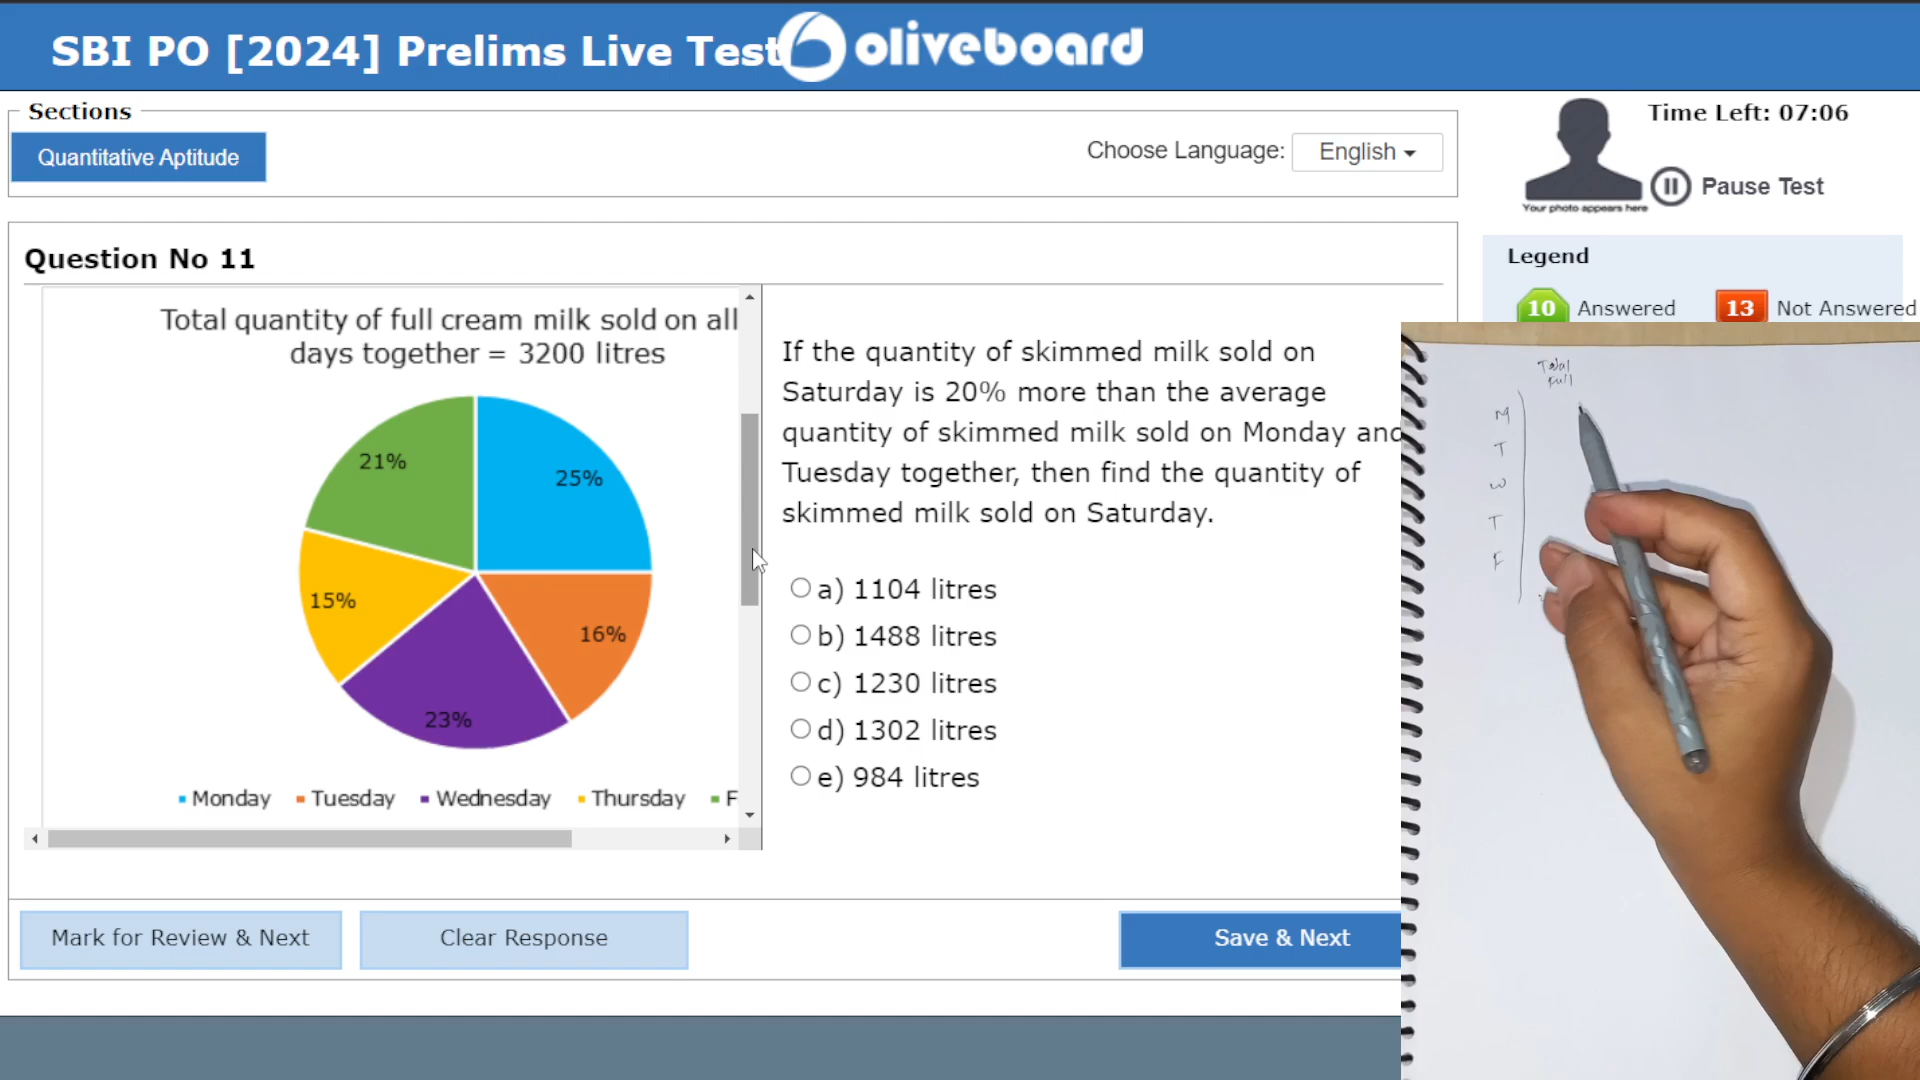 SBI PO [2024] Prelims Live Test
oliveboard
Sections
Quantitative Aptitude
Choose Language:
English
Time Left: 07:06
Pause Test
Your photo appears here
Question No 11
Legend
10 Answered
13 Not Answered
Total quantity of full cream milk sold on all
days together = 3200 litres
21%
25%
15%
16%
23%
Monday Tuesday Wednesday Thursday F
If the quantity of skimmed milk sold on
Saturday is 20% more than the average
quantity of skimmed milk sold on Monday and
Tuesday together, then find the quantity of
skimmed milk sold on Saturday.
a) 1104 litres
b) 1488 litres
c) 1230 litres
d) 1302 litres
e) 984 litres
Mark for Review & Next
Clear Response
Save & Next
Total
Full
M
T
W
T
F